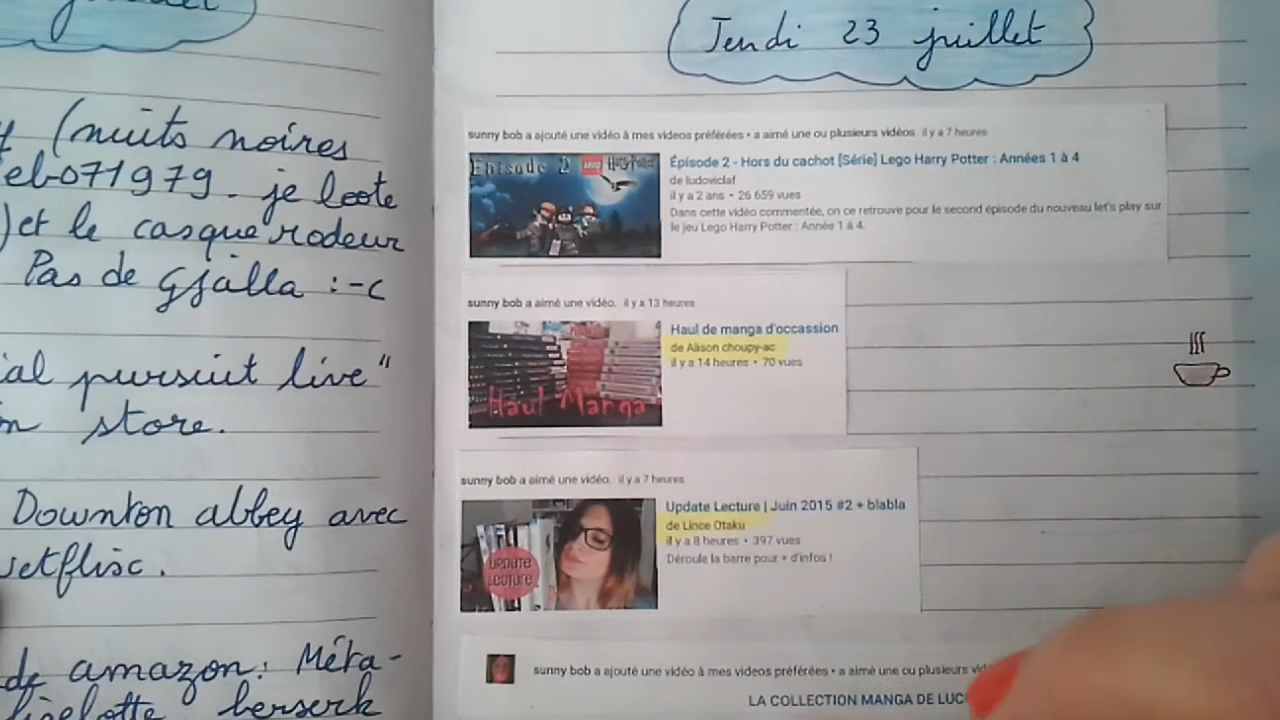 (nuits noires
eb071979. je loote
) et le casque rodeur
Pas de Gjalla :-c
ial pursuit live"
store.
Downton abbey avec
netflix.
de amazon: Méta-
berserk
Jeudi 23 juillet
sunny bob a ajouté une vidéo à mes videos préférées • a aimé une ou plusieurs vidéos il y a 7 heures
Episode 2 LEGO Harry Potter
Épisode 2 - Hors du cachot [Série] Lego Harry Potter : Années 1 à 4
de ludoviclaf
il y a 2 ans • 26 659 vues
Dans cette vidéo commentée, on ce retrouve pour le second épisode du nouveau let's play sur
le jeu Lego Harry Potter : Année 1 à 4.
sunny bob a aimé une vidéo. il y a 13 heures
Haul Manga
Haul de manga d'occassion
de Alison choupy-ac
il y a 14 heures • 70 vues
sunny bob a aimé une vidéo. il y a 7 heures
UPDATE
LECTURE
Update Lecture | Juin 2015 #2 + blabla
de Lince Otaku
il y a 8 heures • 397 vues
Déroule la barre pour + d'infos !
sunny bob a ajouté une vidéo à mes videos préférées • a aimé une ou plusieurs vid
LA COLLECTION MANGA DE LUC